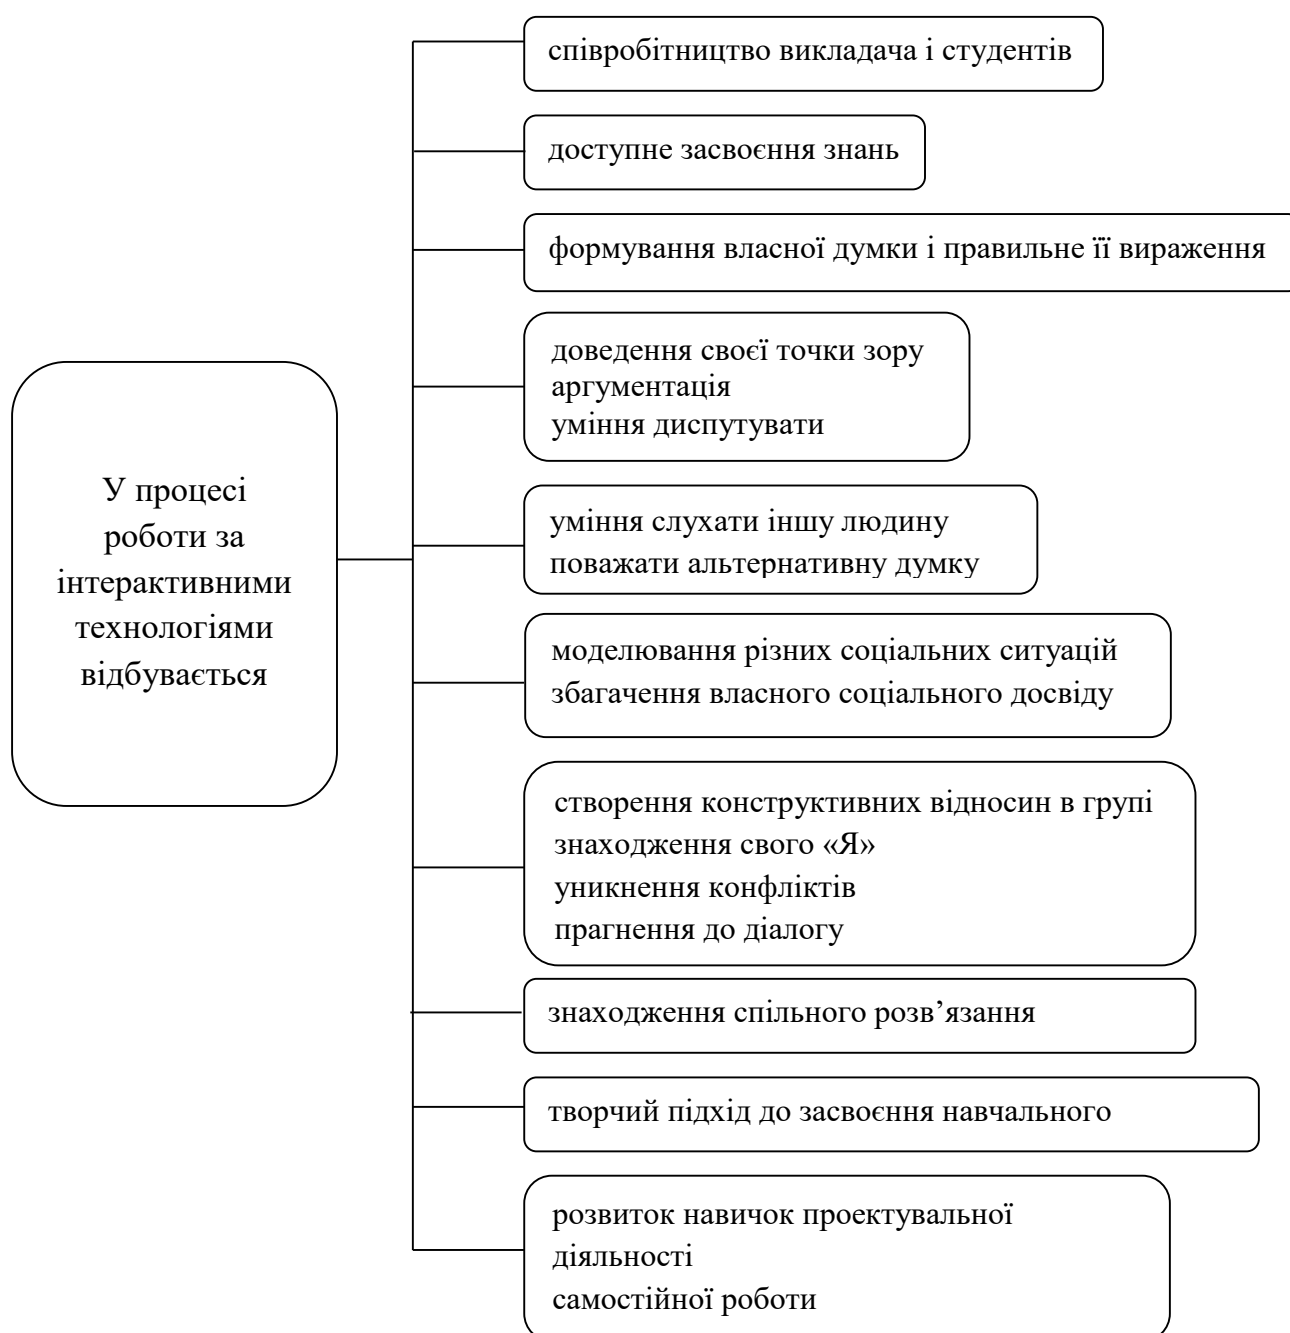 співробітництво викладача і студентів
доступне засвоєння знань
формування власної думки і правильне її вираження
доведення своєї точки зору
аргументація
уміння диспутувати
У процесі
роботи за
інтерактивними
технологіями
відбувається
уміння слухати іншу людину
поважати альтернативну думку
моделювання різних соціальних ситуацій
збагачення власного соціального досвіду
створення конструктивних відносин в групі
знаходження свого «Я»
уникнення конфліктів
прагнення до діалогу
знаходження спільного розв’язання
творчий підхід до засвоєння навчального
розвиток навичок проектувальної
діяльності
самостійної роботи